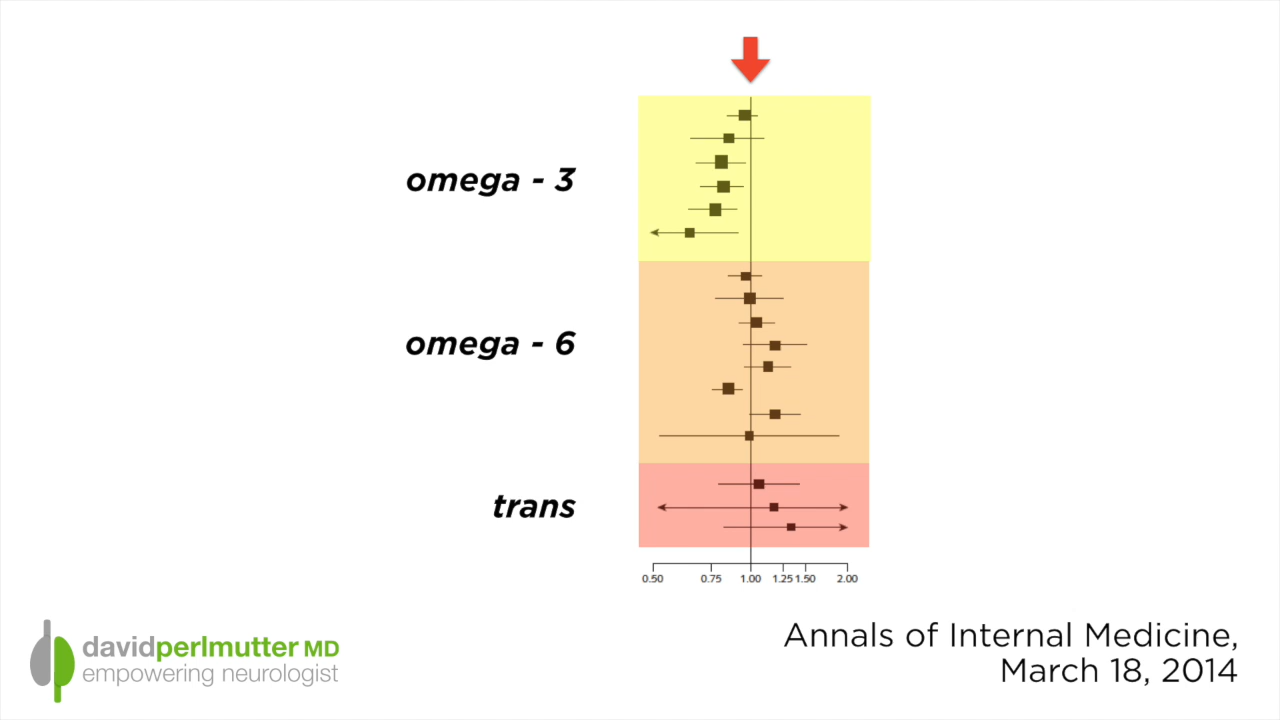 omega - 3
omega - 6
trans
0.50 0.75 1.00 1.25 1.50 2.00
davidperlmutter MD
empowering neurologist
Annals of Internal Medicine,
March 18, 2014